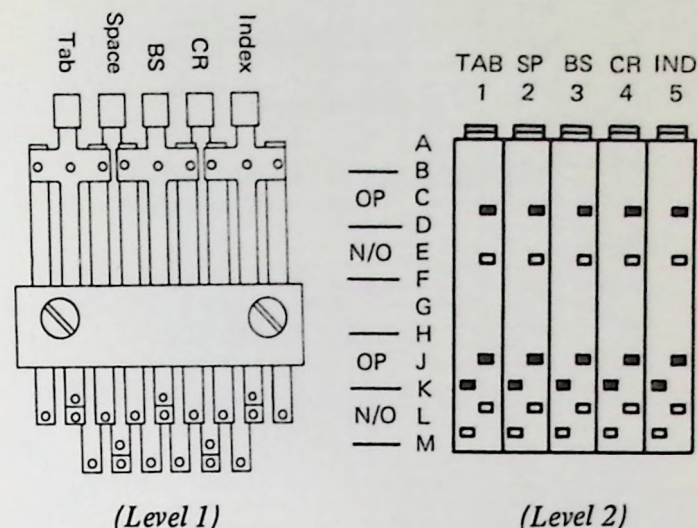 Tab
Space
BS
CR
Index
(Level 1)
TAB SP BS CR IND
1 2 3 4 5
A
B
OP C
D
N/O E
F
G
H
OP J
K
N/O L
M
(Level 2)